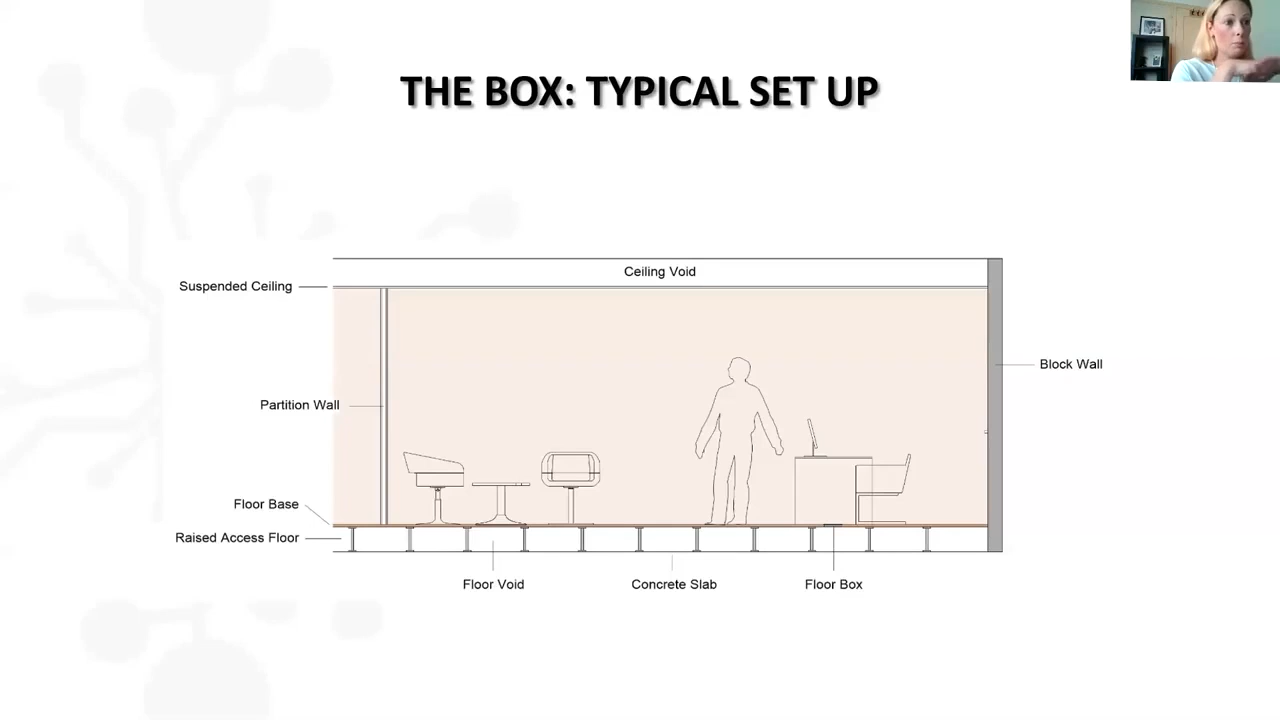 THE BOX: TYPICAL SET UP
Ceiling Void
Suspended Ceiling
Block Wall
Partition Wall
Floor Base
Raised Access Floor
Floor Void
Concrete Slab
Floor Box